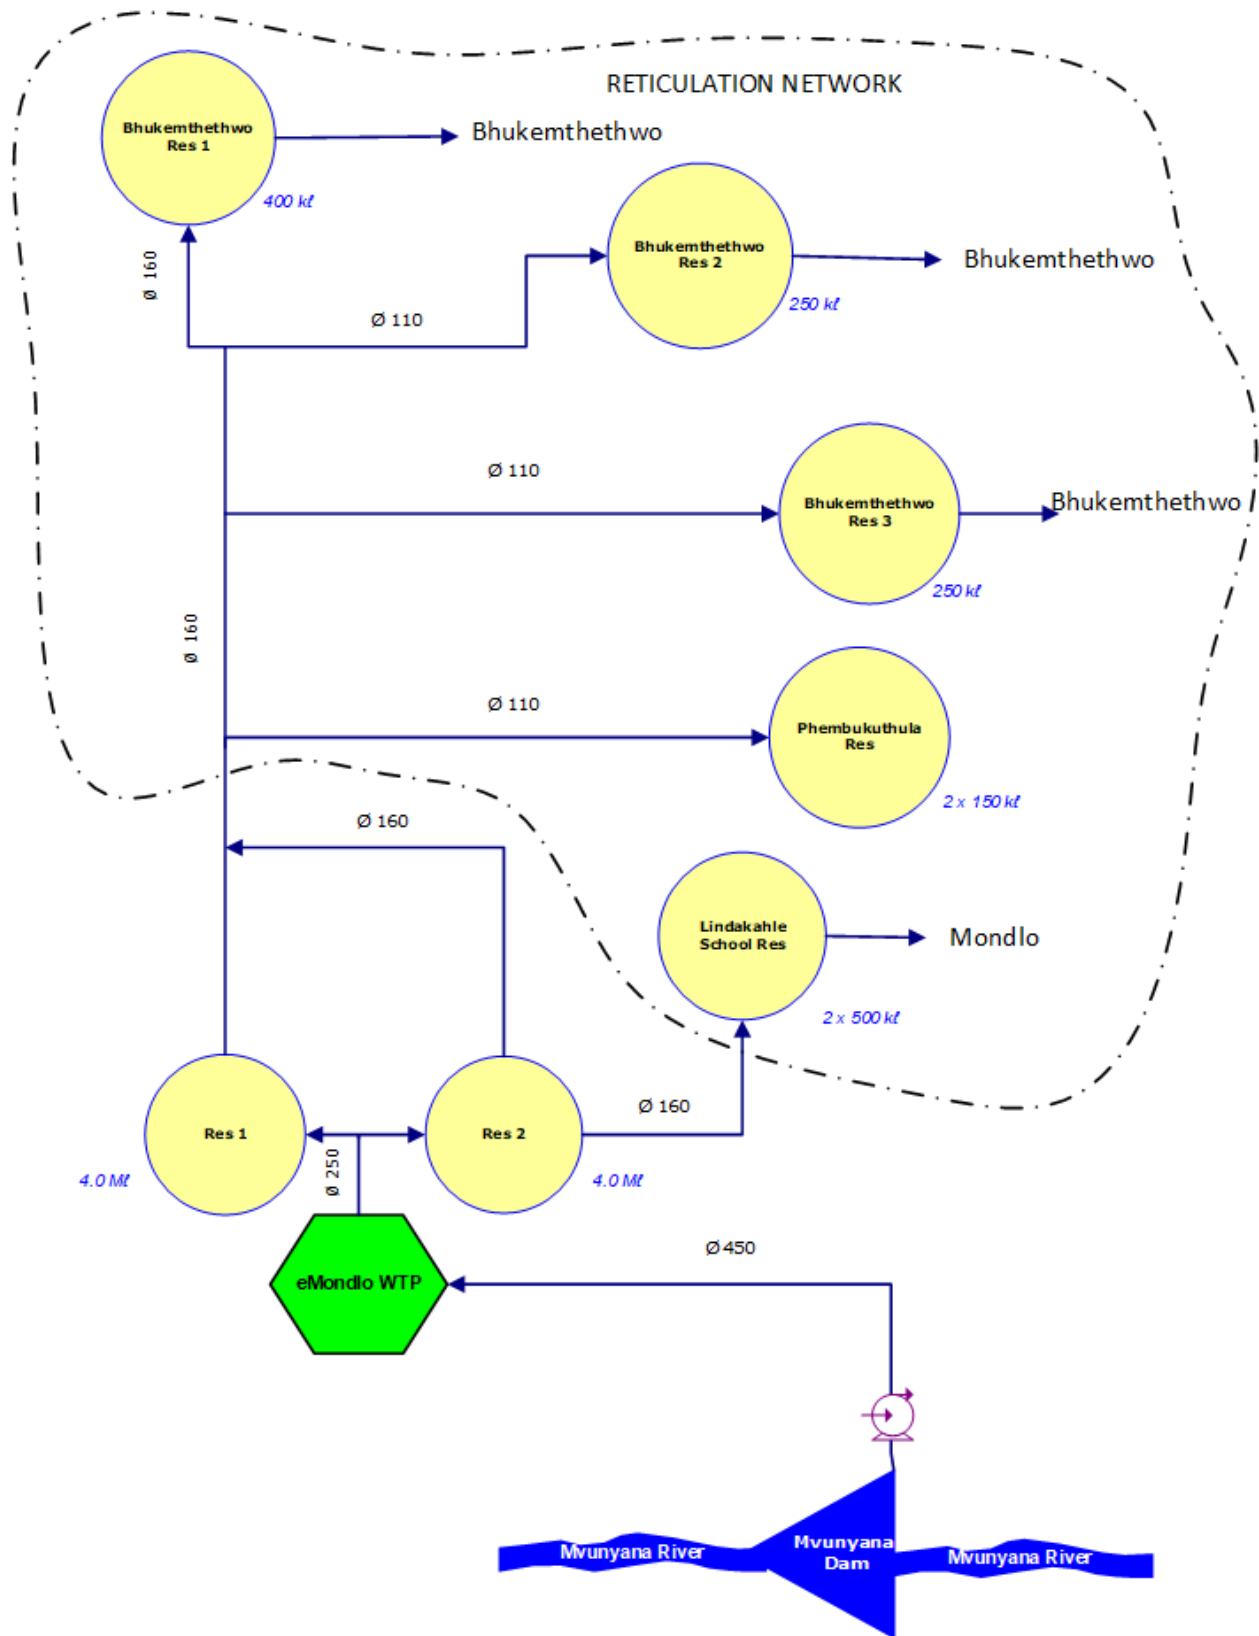 RETICULATION NETWORK
Bhukemthethwo
Res 1
Bhukemthethwo
400 kℓ
Bhukemthethwo
Res 2
Bhukemthethwo
250 kℓ
Ø 160
Ø 110
Ø 110
Bhukemthethwo
Res 3
Bhukemthethwo
250 kℓ
Ø 160
Ø 110
Phembukuthula
Res
2 x 150 kℓ
Ø 160
Lindakahle
School Res
Mondlo
2 x 500 kℓ
Ø 160
Res 1
Res 2
4.0 Mℓ
Ø 250
4.0 Mℓ
Ø 450
eMondlo WTP
Mvunyana River
Mvunyana
Dam
Mvunyana River